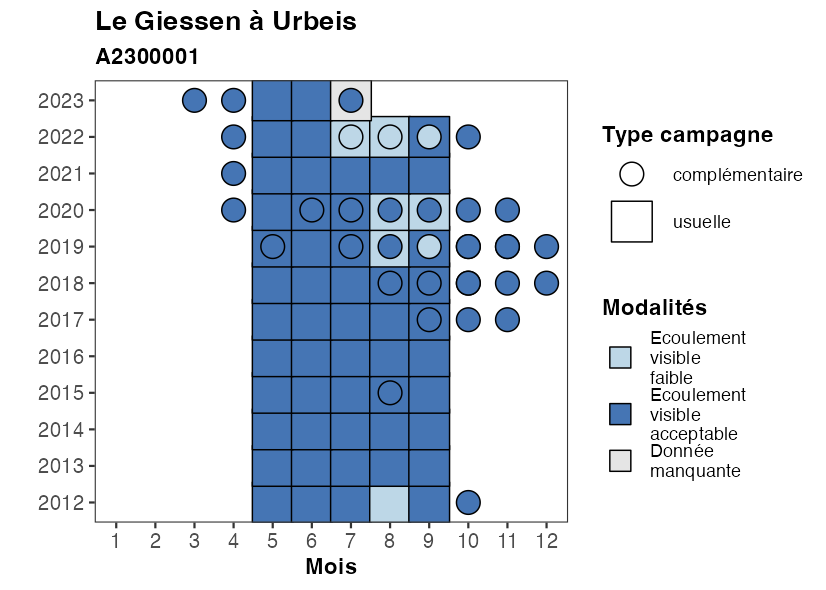 Le Giessen à Urbeis
A2300001
2023
2022
2021
2020
2019
2018
2017
2016
2015
2014
2013
2012
1 2 3 4 5 6 7 8 9 10 11 12
Mois
Type campagne
complémentaire
usuelle
Modalités
Ecoulement
visible
faible
Ecoulement
visible
acceptable
Donnée
manquante